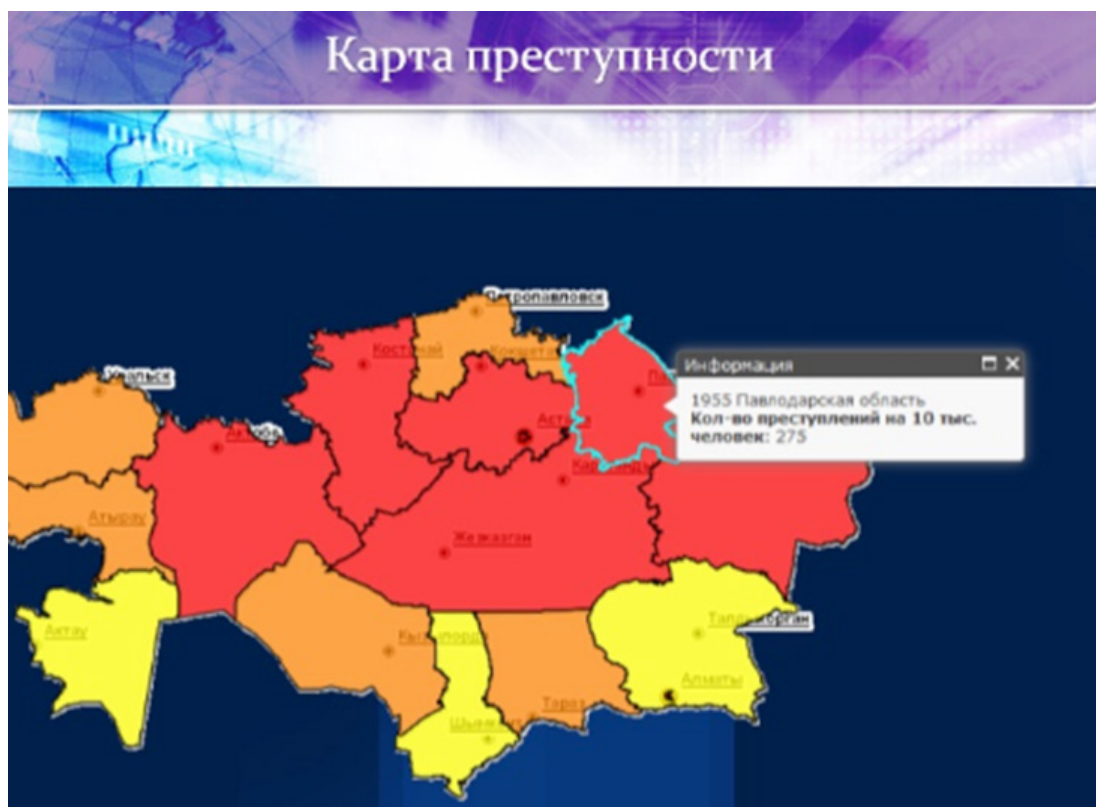 Карта преступности
Петропавловск
Костанай
Кокшетау
Информация
1955 Павлодарская область
Кол-во преступлений на 10 тыс.
человек: 275
Уральск
Актобе
Астана
Караганды
Атырау
Жезказган
Актау
Кызылорда
Талдыкорган
Алматы
Тараз
Шымкент